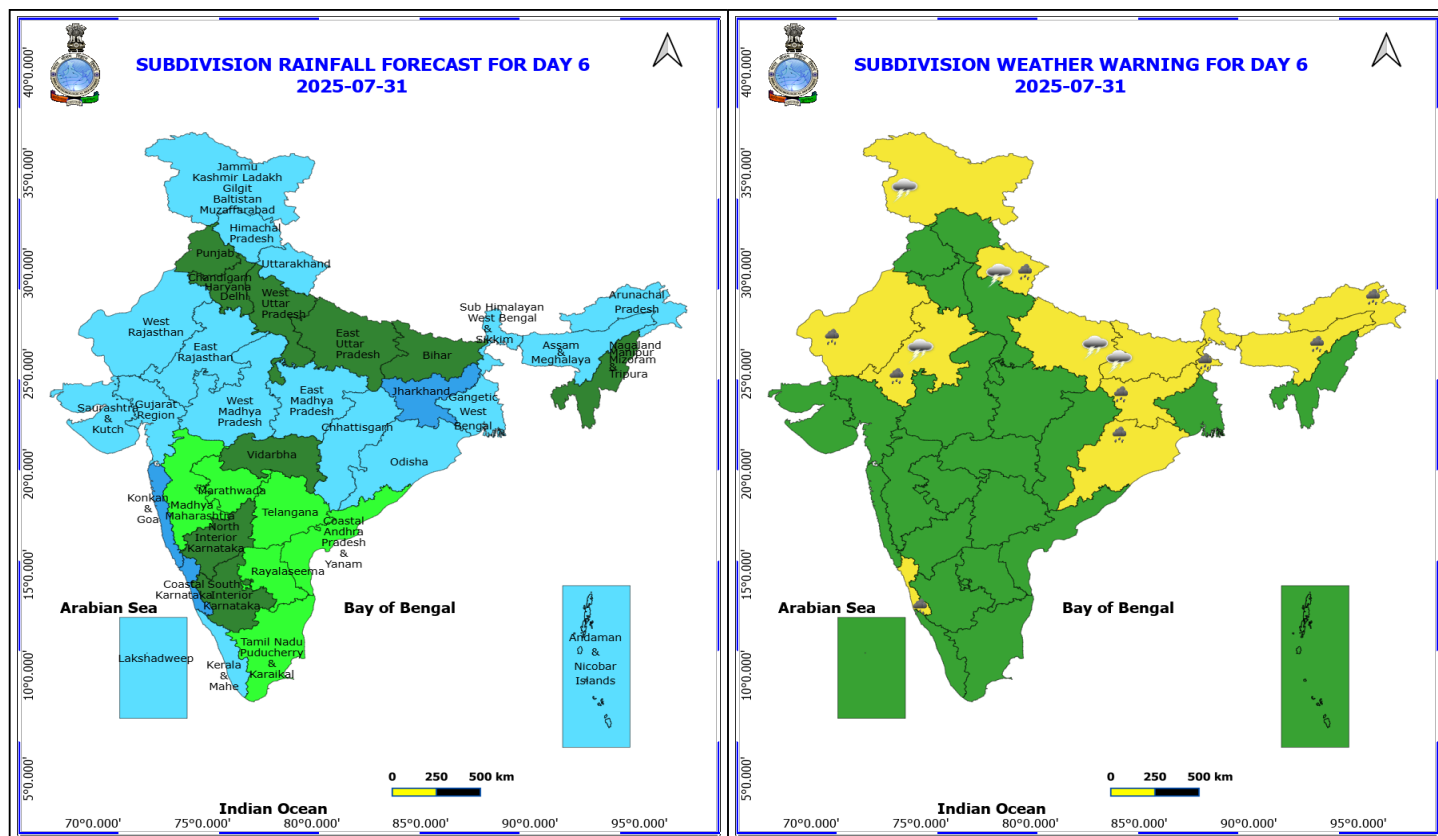 SUBDIVISION RAINFALL FORECAST FOR DAY 6
2025-07-31
40°0.000'
35°0.000'
30°0.000'
25°0.000'
20°0.000'
15°0.000'
10°0.000'
5°0.000'
Jammu
Kashmir Ladakh
Gilgit
Baltistan
Muzaffarabad
Himachal
Pradesh
Punjab
Uttarakhand
Chandigarh
Haryana
Delhi
West
Uttar
Pradesh
West
Rajasthan
East
Rajasthan
East
Uttar
Pradesh
Bihar
Sub Himalayan
West Bengal
&
Sikkim
Arunachal
Pradesh
Assam
&
Meghalaya
Nagaland
Manipur
Mizoram
&
Tripura
Jharkhand
Gangetic
West
Bengal
Saurashtra
&
Kutch
Gujarat
Region
West
Madhya
Pradesh
East
Madhya
Pradesh
Chhattisgarh
Odisha
Vidarbha
Konkan
&
Goa
Madhya
Maharashtra
Marathwada
Telangana
North
Interior
Karnataka
Coastal
Andhra
Pradesh
&
Yanam
Rayalaseema
Coastal
Karnataka
South
Interior
Karnataka
Tamil Nadu
Puducherry
&
Karaikal
Kerala
&
Mahe
Arabian Sea
Bay of Bengal
Lakshadweep
Andaman
&
Nicobar
Islands
0 250 500 km
Indian Ocean
70°0.000' 75°0.000' 80°0.000' 85°0.000' 90°0.000' 95°0.000'
SUBDIVISION WEATHER WARNING FOR DAY 6
2025-07-31
40°0.000'
35°0.000'
30°0.000'
25°0.000'
20°0.000'
15°0.000'
10°0.000'
5°0.000'
Arabian Sea
Bay of Bengal
0 250 500 km
Indian Ocean
70°0.000' 75°0.000' 80°0.000' 85°0.000' 90°0.000' 95°0.000'